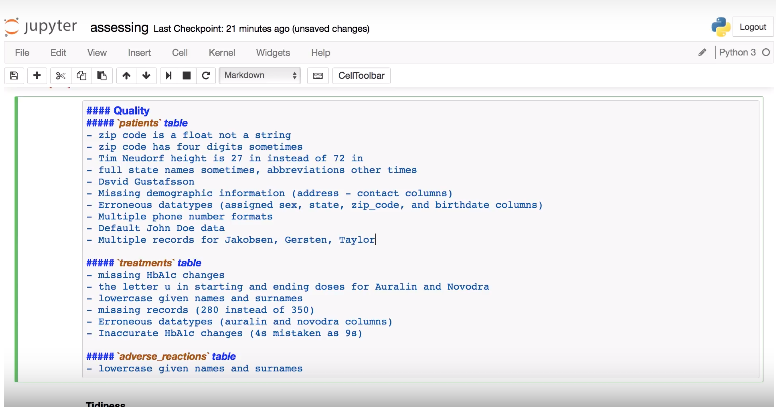 jupyter assessing Last Checkpoint: 21 minutes ago (unsaved changes) Logout
File Edit View Insert Cell Kernel Widgets Help Python 3
Markdown CellToolbar
#### Quality
##### `patients` table
- zip code is a float not a string
- zip code has four digits sometimes
- Tim Neudorf height is 27 in instead of 72 in
- full state names sometimes, abbreviations other times
- Dsvid Gustafsson
- Missing demographic information (address - contact columns)
- Erroneous datatypes (assigned sex, state, zip_code, and birthdate columns)
- Multiple phone number formats
- Default John Doe data
- Multiple records for Jakobsen, Gersten, Taylor
##### `treatments` table
- missing HbA1c changes
- the letter u in starting and ending doses for Auralin and Novodra
- lowercase given names and surnames
- missing records (280 instead of 350)
- Erroneous datatypes (auralin and novodra columns)
- Inaccurate HbA1c changes (4s mistaken as 9s)
##### `adverse_reactions` table
- lowercase given names and surnames
Tidiness